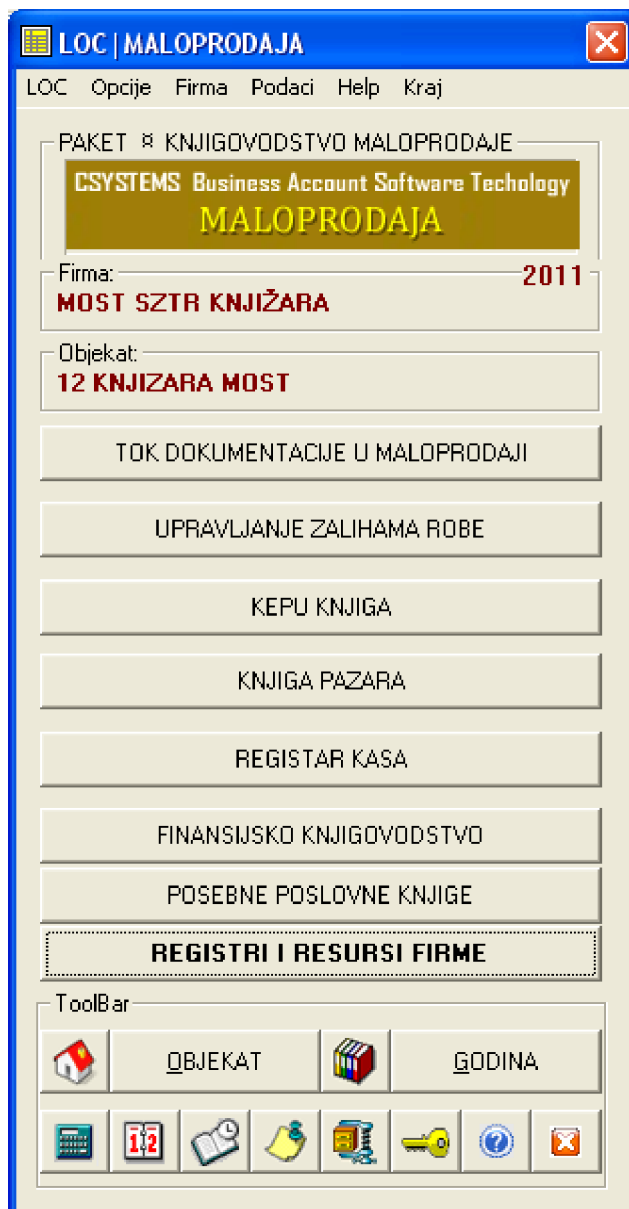 LOC | MALOPRODAJA
LOC Opcije Firma Podaci Help Kraj
PAKET ¤ KNJIGOVODSTVO MALOPRODAJE
CSYSTEMS Business Account Software Techology
MALOPRODAJA
Firma: 2011
MOST SZTR KNJIŽARA
Objekat:
12 KNJIZARA MOST
TOK DOKUMENTACIJE U MALOPRODAJI
UPRAVLJANJE ZALIHAMA ROBE
KEPU KNJIGA
KNJIGA PAZARA
REGISTAR KASA
FINANSIJSKO KNJIGOVODSTVO
POSEBNE POSLOVNE KNJIGE
REGISTRI I RESURSI FIRME
ToolBar
OBJEKAT GODINA
12